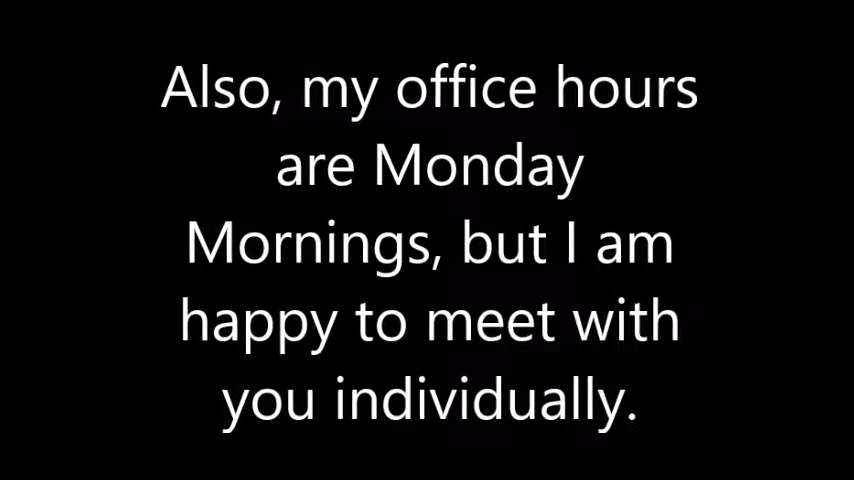 Also, my office hours
are Monday
Mornings, but I am
happy to meet with
you individually.